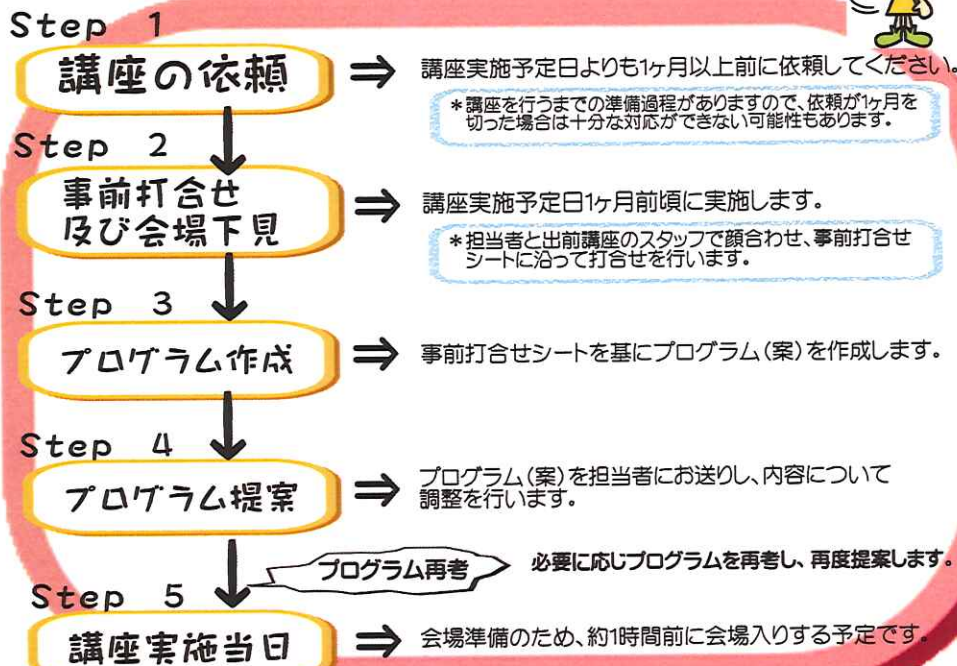 Step 1
講座の依頼 ⇒ 講座実施予定日よりも1ヶ月以上前に依頼してください。
＊講座を行うまでの準備過程がありますので、依頼が1ヶ月を
切った場合は十分な対応ができない可能性もあります。
Step 2
事前打合せ
及び会場下見 ⇒ 講座実施予定日1ヶ月前頃に実施します。
＊担当者と出前講座のスタッフで顔合わせ、事前打合せ
シートに沿って打合せを行います。
Step 3
プログラム作成 ⇒ 事前打合せシートを基にプログラム(案)を作成します。
Step 4
プログラム提案 ⇒ プログラム(案)を担当者にお送りし、内容について
調整を行います。
プログラム再考 必要に応じプログラムを再考し、再度提案します。
Step 5
講座実施当日 ⇒ 会場準備のため、約1時間前に会場入りする予定です。